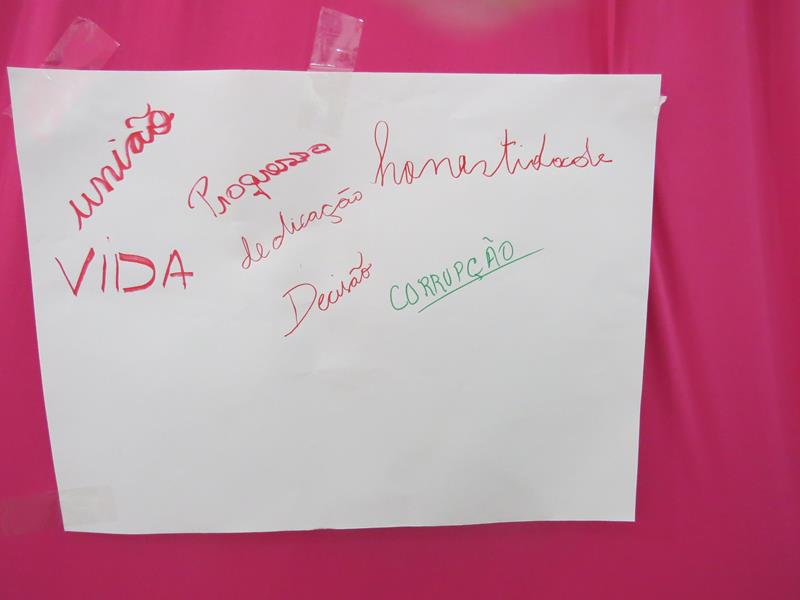 união
Progresso
honestidade
VIDA
dedicação
Decisão
CORRUPÇÃO